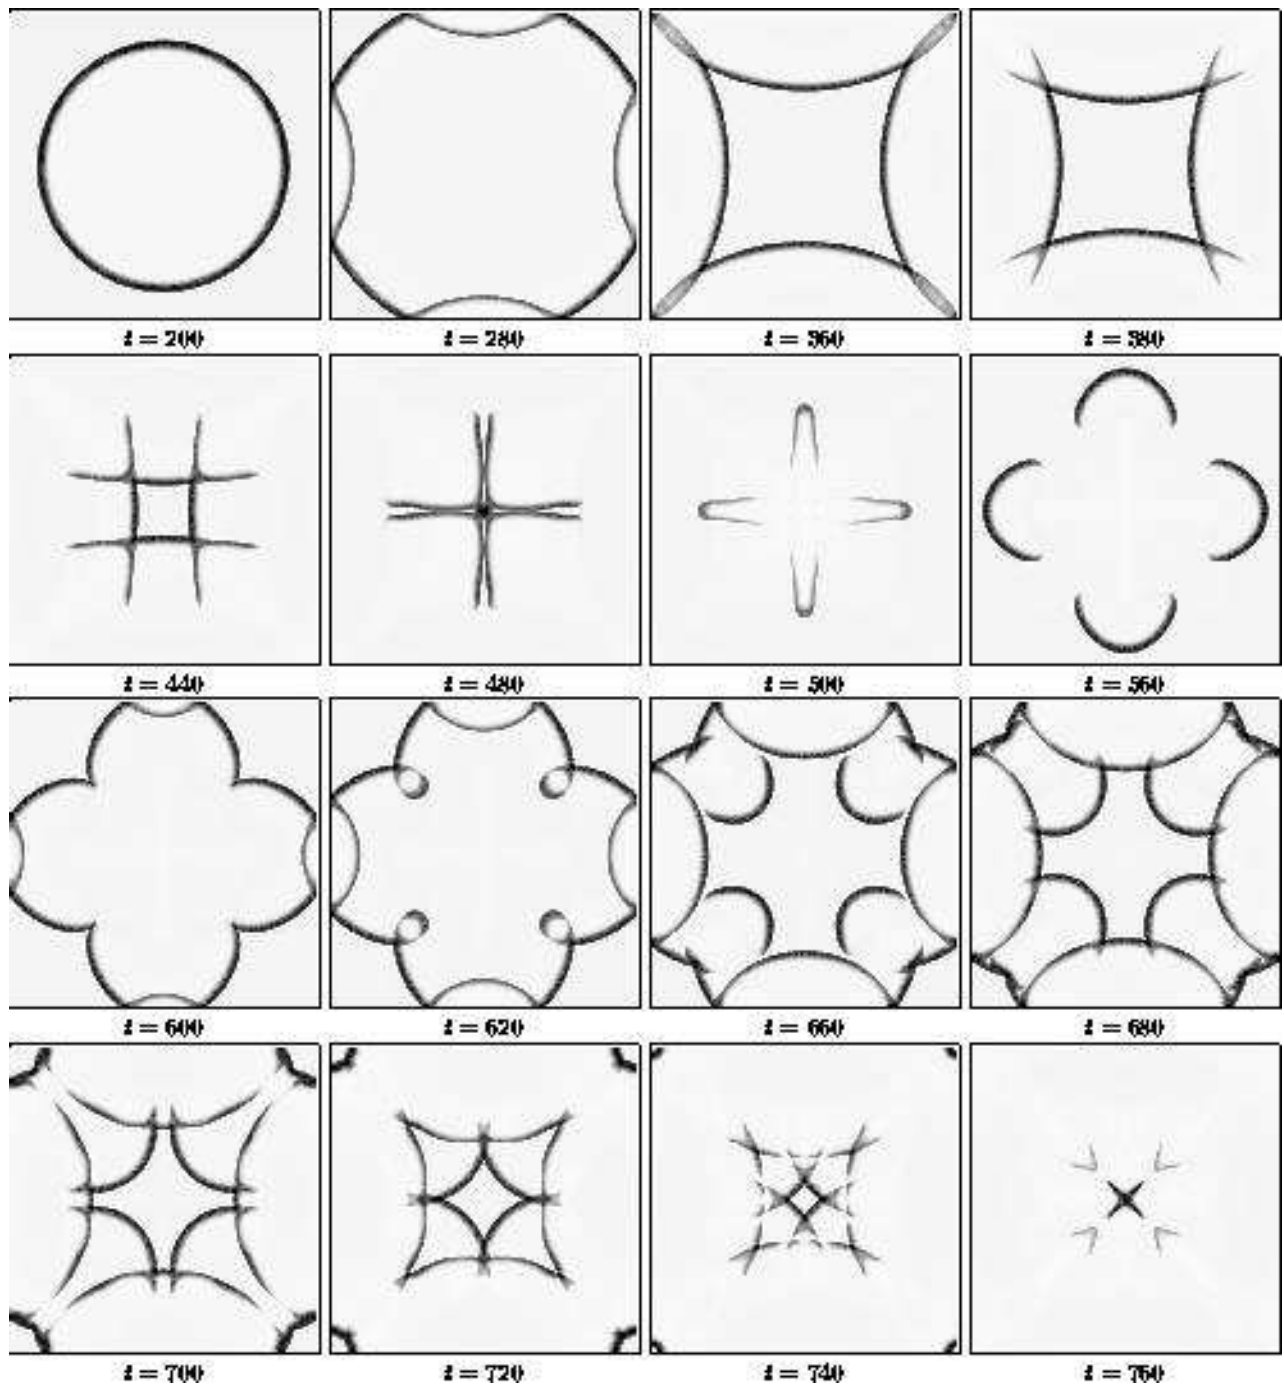 t = 200 t = 280 t = 360 t = 380
t = 440 t = 480 t = 500 t = 560
t = 600 t = 620 t = 660 t = 680
t = 700 t = 720 t = 740 t = 760